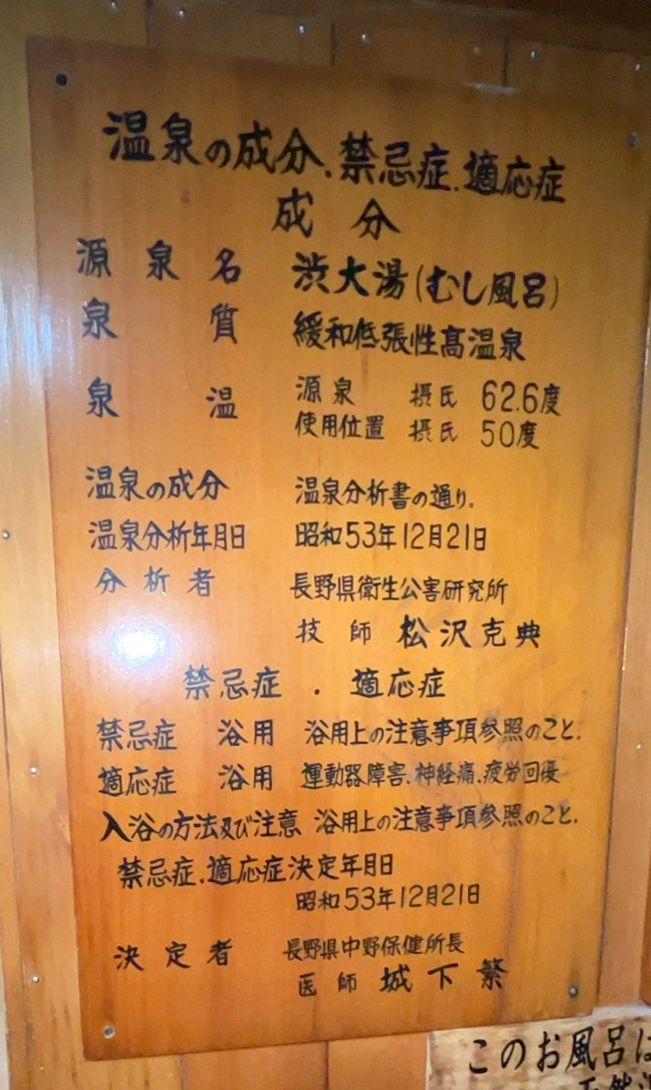 温泉の成分、禁忌症、適応症
成分
源泉名 渋大湯(むし風呂)
泉質 緩和低張性高温泉
泉温 源泉 摂氏 62.6度
使用位置 摂氏 50度
温泉の成分 温泉分析書の通り。
温泉分析年月日 昭和53年12月21日
分析者 長野県衛生公害研究所
技師 松沢克典
禁忌症.適応症
禁忌症 浴用 浴用上の注意事項参照のこと.
適応症 浴用 運動器障害、神経痛、疲労回復
入浴の方法及び注意 浴用上の注意事項参照のこと.
禁忌症、適応症決定年月日
昭和53年12月21日
決定者 長野県中野保健所長
医師 城下繁
このお風呂は